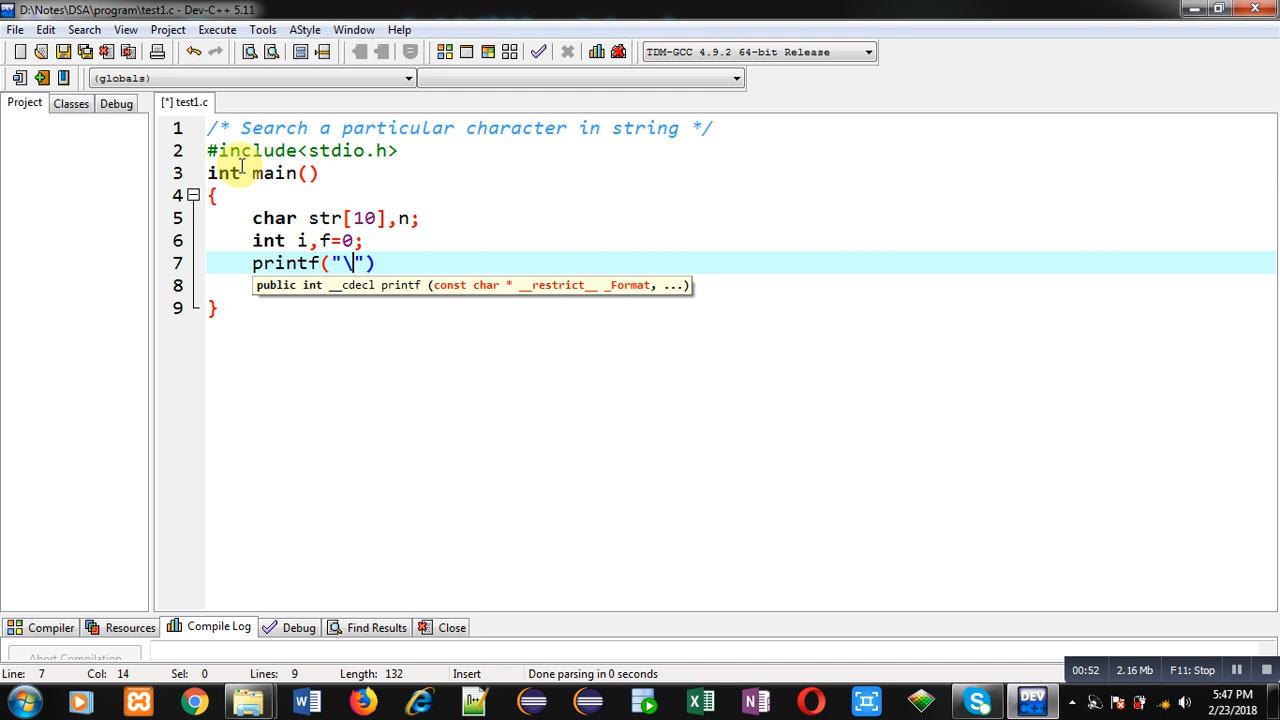 D:\Notes\DSA\program\test1.c - Dev-C++ 5.11
File Edit Search View Project Execute Tools AStyle Window Help
TDM-GCC 4.9.2 64-bit Release
(globals)
Project Classes Debug [*] test1.c
1 /* Search a particular character in string */
2 #include<stdio.h>
3 int main()
4 {
5 char str[10],n;
6 int i,f=0;
7 printf("\")
public int __cdecl printf (const char * __restrict__ _Format, ...)
8
9 }
Compiler Resources Compile Log Debug Find Results Close
Abort Compilation
Line: 7 Col: 14 Sel: 0 Lines: 9 Length: 132 Insert Done parsing in 0 seconds
00:52 2.16 Mb F11: Stop
5:47 PM
2/23/2018